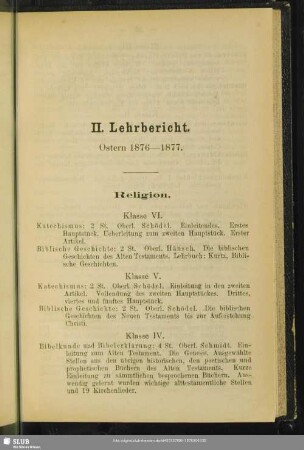 II. Lehrbericht.
Ostern 1876—1877.
Religion.
Klasse VI.
Katechismus: 2 St. Oberl. Schödel. Einleitendes. Erstes
Hauptstück. Ueberleitung zum zweiten Hauptstück. Erster
Artikel.
Biblische Geschichte: 2 St. Oberl. Hänsch. Die biblischen
Geschichten des Alten Testaments. Lehrbuch: Kurtz, Bibli-
sche Geschichten.
Klasse V.
Katechismus: 2 St. Oberl. Schödel. Einleitung in den zweiten
Artikel. Vollendung des zweiten Hauptstückes. Drittes,
viertes und fünftes Hauptstück.
Biblische Geschichte: 2 St. Oberl. Schödel. Die biblischen
Geschichten des Neuen Testaments bis zur Auferstehung
Christi.
Klasse IV.
Bibelkunde und Bibelerklärung: 4 St. Oberl. Schmidt. Ein-
leitung zum Alten Testament. Die Genesis. Ausgewählte
Stellen aus den übrigen historischen, den poetischen und
prophetischen Büchern des Alten Testaments. Kurze
Einleitung zu sämmtlichen besprochenen Büchern. Aus-
wendig gelernt wurden wichtige alttestamentliche Stellen
und 19 Kirchenlieder.
SLUB
Wir führen Wissen.